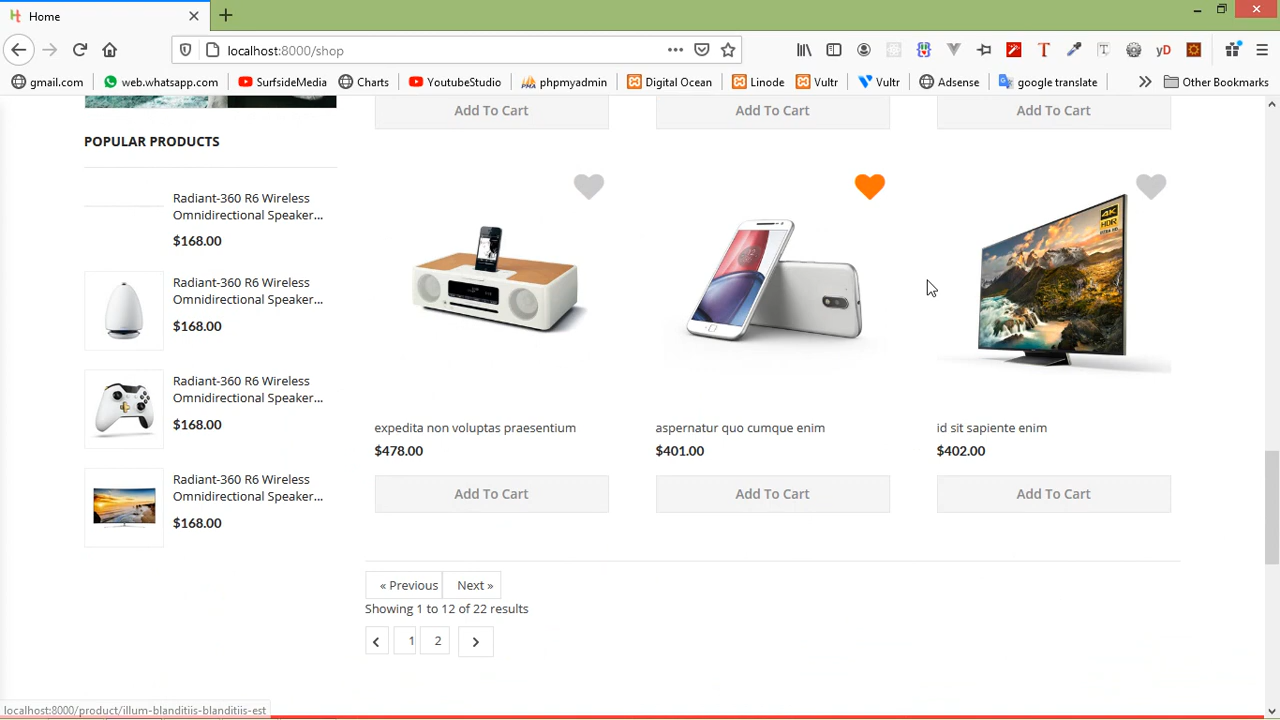 Home
localhost:8000/shop
gmail.com
web.whatsapp.com
SurfsideMedia
Charts
YoutubeStudio
phpmyadmin
Digital Ocean
Linode
Vultr
Vultr
Adsense
google translate
Other Bookmarks
Add To Cart
Add To Cart
Add To Cart
POPULAR PRODUCTS
Radiant-360 R6 Wireless
Omnidirectional Speaker...
$168.00
Radiant-360 R6 Wireless
Omnidirectional Speaker...
$168.00
Radiant-360 R6 Wireless
Omnidirectional Speaker...
$168.00
Radiant-360 R6 Wireless
Omnidirectional Speaker...
$168.00
4K
HDR
expedita non voluptas praesentium
$478.00
Add To Cart
aspernatur quo cumque enim
$401.00
Add To Cart
id sit sapiente enim
$402.00
Add To Cart
« Previous
Next »
Showing 1 to 12 of 22 results
1
2
localhost:8000/product/illum-blanditiis-blanditiis-est